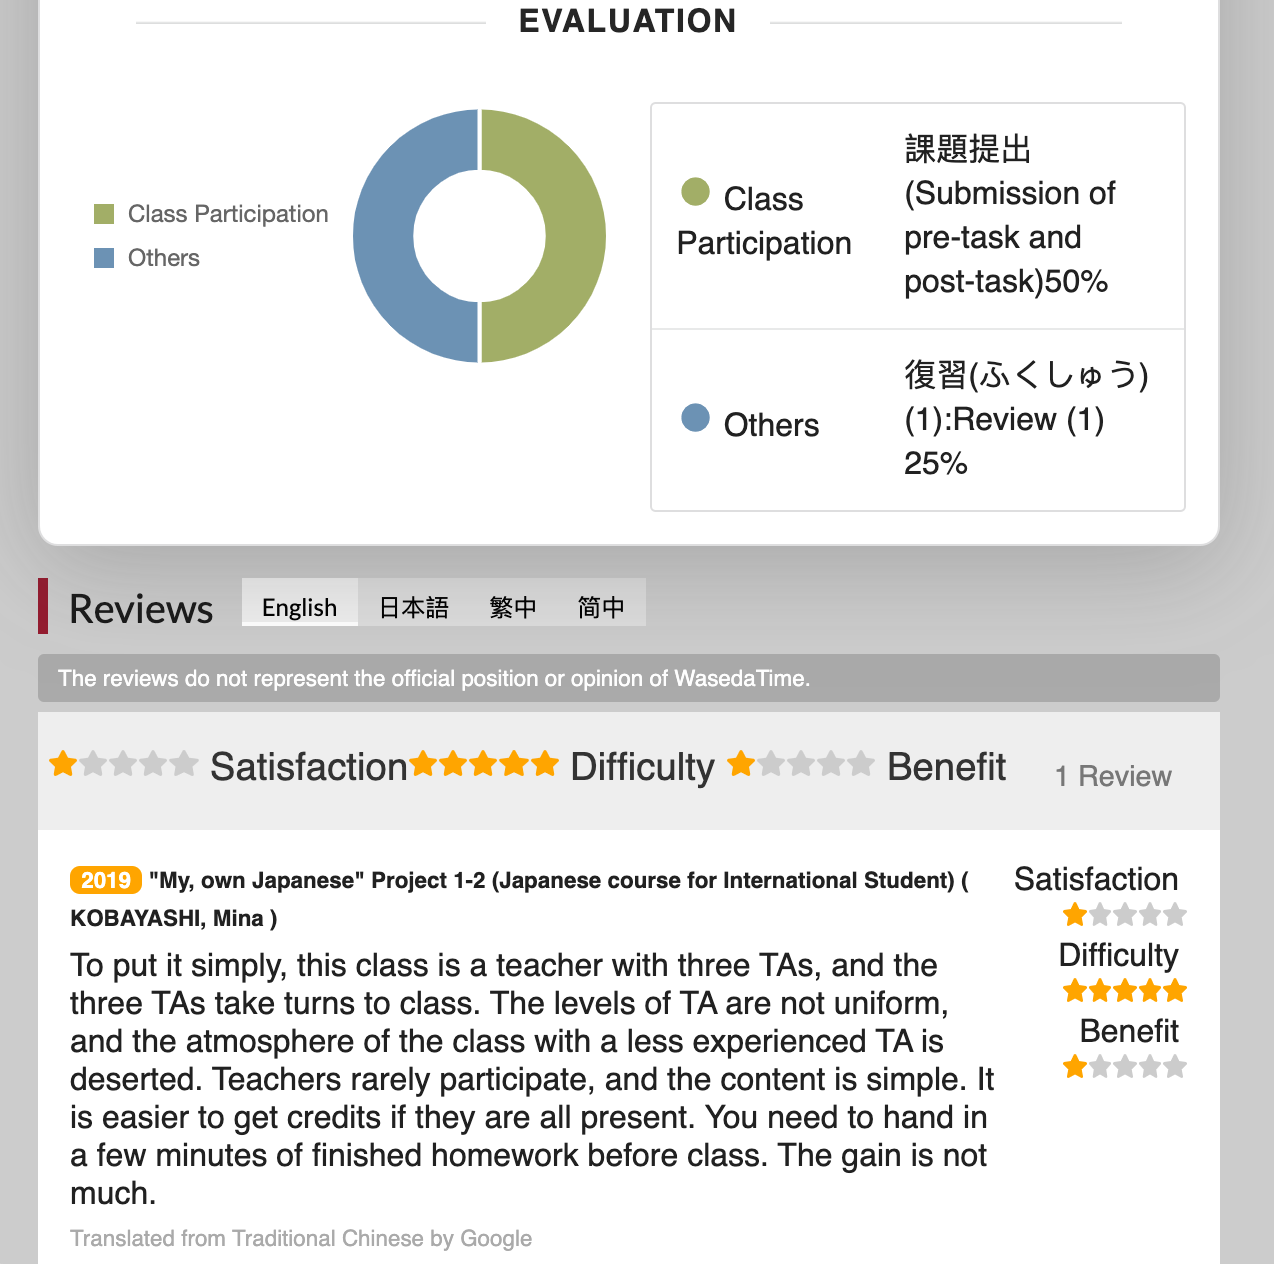 EVALUATION
Class Participation
Others
Class
Participation
課題提出
(Submission of
pre-task and
post-task)50%
Others
復習(ふくしゅう)
(1):Review (1)
25%
Reviews
English 日本語 繁中 简中
The reviews do not represent the official position or opinion of WasedaTime.
Satisfaction Difficulty Benefit 1 Review
2019 "My, own Japanese" Project 1-2 (Japanese course for International Student) (
KOBAYASHI, Mina )
To put it simply, this class is a teacher with three TAs, and the
three TAs take turns to class. The levels of TA are not uniform,
and the atmosphere of the class with a less experienced TA is
deserted. Teachers rarely participate, and the content is simple. It
is easier to get credits if they are all present. You need to hand in
a few minutes of finished homework before class. The gain is not
much.
Translated from Traditional Chinese by Google
Satisfaction
Difficulty
Benefit